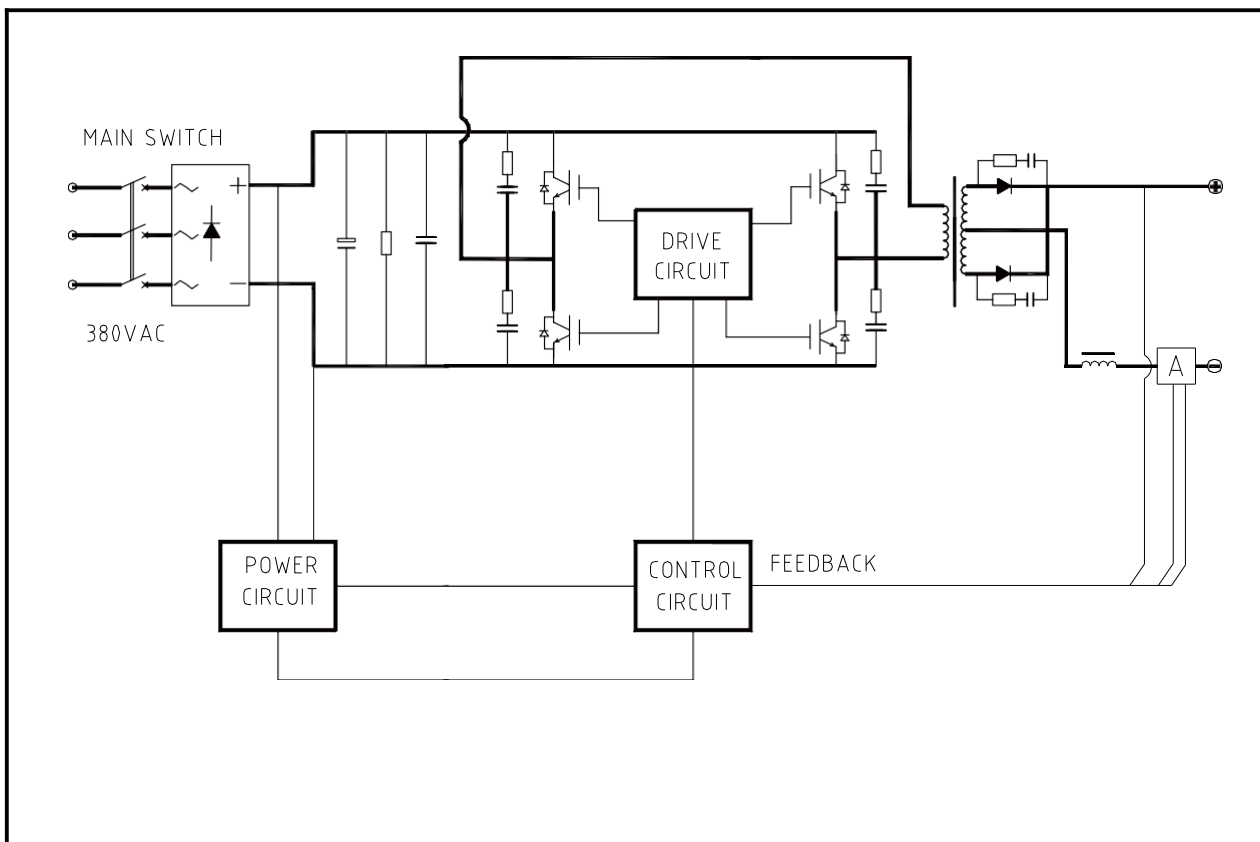 MAIN SWITCH
380VAC
DRIVE
CIRCUIT
A
POWER
CIRCUIT
CONTROL
CIRCUIT
FEEDBACK